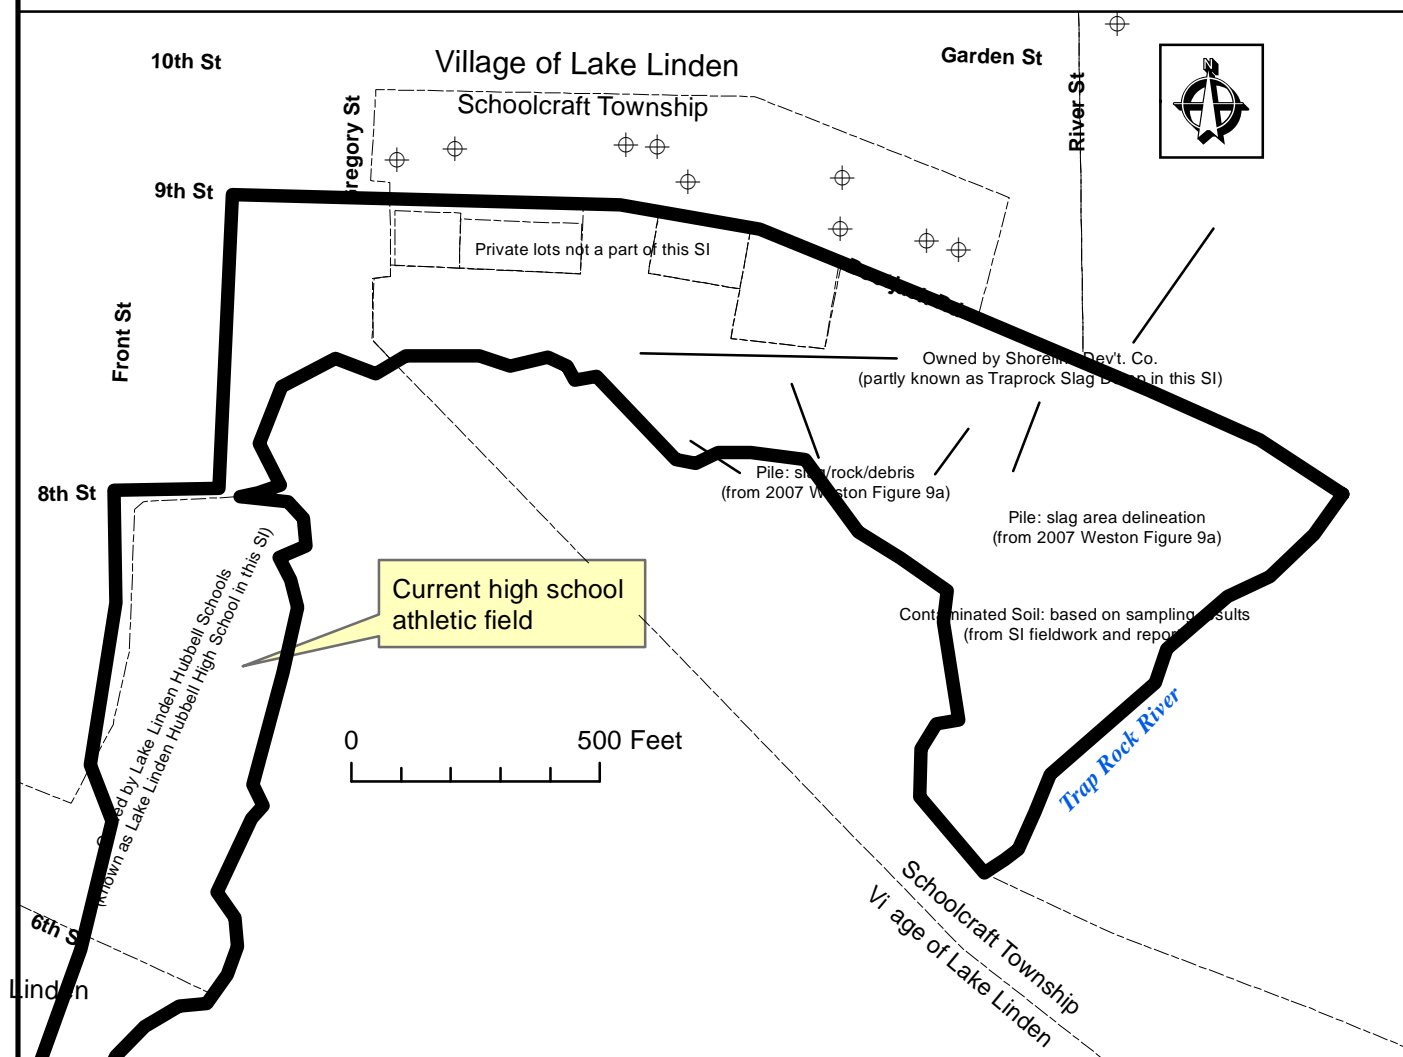 10th St
Village of Lake Linden
Garden St
N
Schoolcraft Township
River St
9th St
Private lots not a part of this SI
Front St
Owned by Shoreline Dev't. Co.
(partly known as Traprock Slag Dump in this SI)
Pile: slag/rock/debris
(from 2007 Weston Figure 9a)
8th St
Pile: slag area delineation
(from 2007 Weston Figure 9a)
Current high school
athletic field
Contaminated Soil: based on sampling results
(from SI fieldwork and report)
Owned by Lake Linden Hubbell Schools
(known as Lake Linden Hubbell High School in this SI)
0 500 Feet
Trap Rock River
Schoolcraft Township
Village of Lake Linden
6th St
Linden